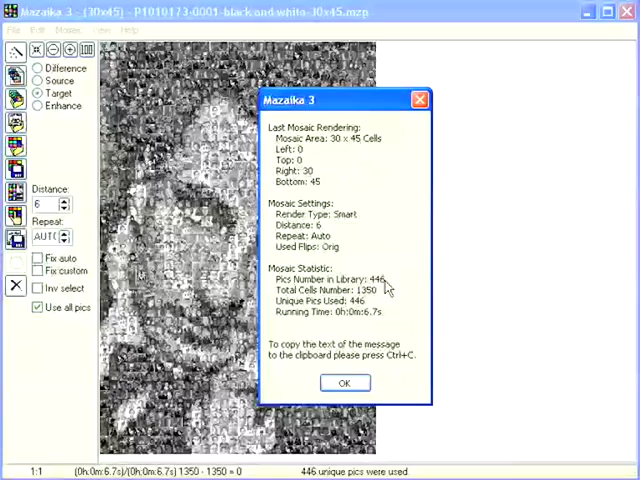 Mazaika 3 - (30x45) - P1010173-0001-black and white-30x45.mzp
File Edit Mosaic View Help
Difference
Source
Target
Enhance
Distance:
6
Repeat:
AUTO
Fix auto
Fix custom
Inv select
Use all pics
Mazaika 3
Last Mosaic Rendering:
Mosaic Area: 30 x 45 Cells
Left: 0
Top: 0
Right: 30
Bottom: 45
Mosaic Settings:
Render Type: Smart
Distance: 6
Repeat: Auto
Used Flips: Orig
Mosaic Statistic:
Pics Number in Library: 446
Total Cells Number: 1350
Unique Pics Used: 446
Running Time: 0h:0m:6.7s
To copy the text of the message
to the clipboard please press Ctrl+C.
OK
1:1 (0h:0m:6.7s)/(0h:0m:6.7s) 1350 - 1350 = 0 446 unique pics were used